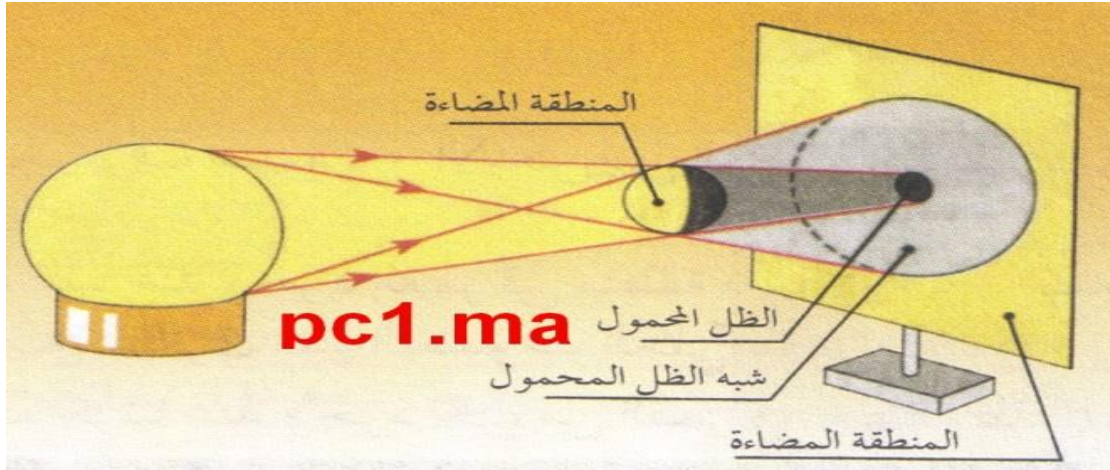 المنطقة المضاءة
pc1.ma
الظل المحمول
شبه الظل المحمول
المنطقة المضاءة